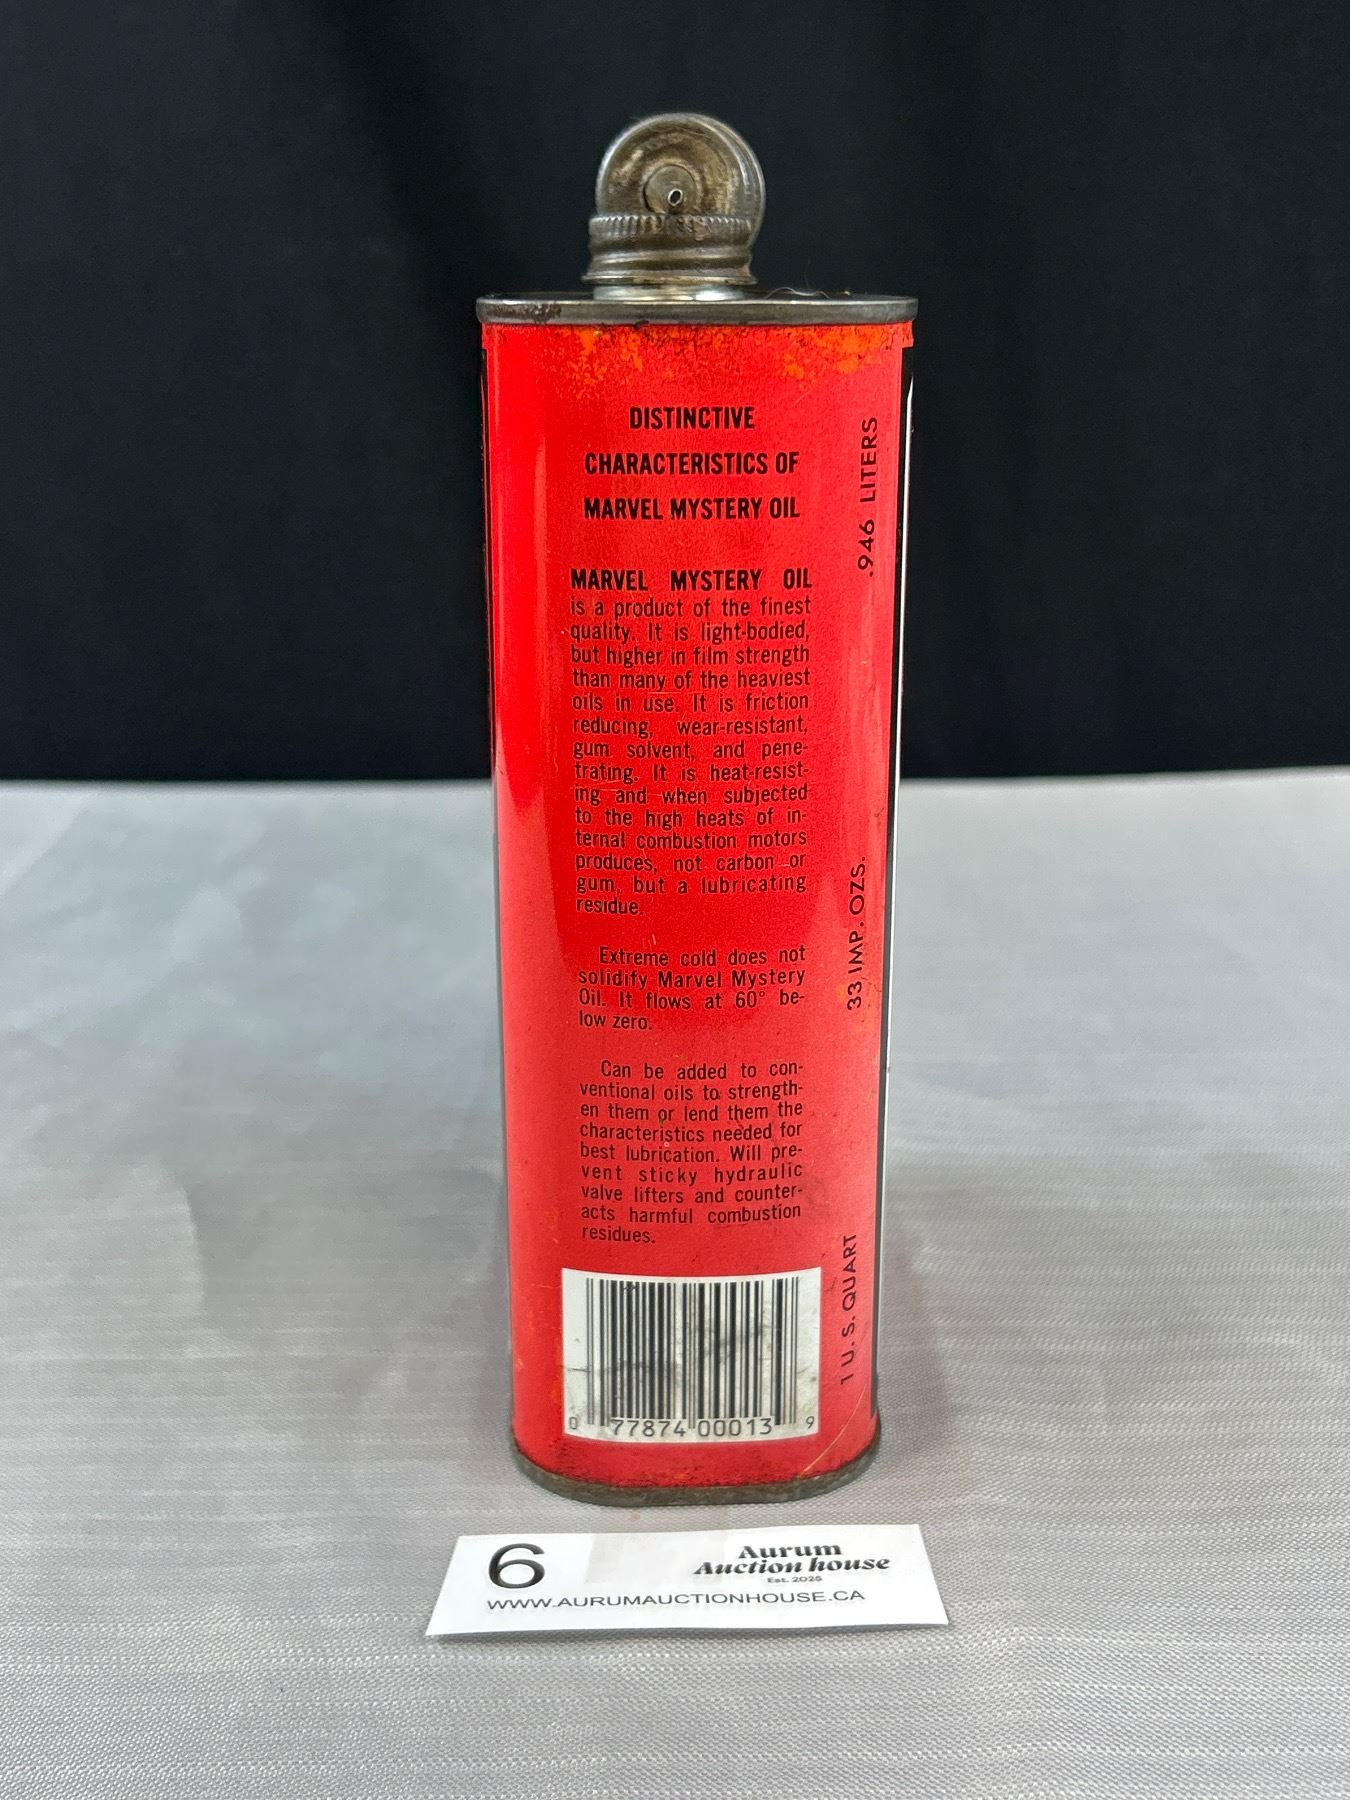 DISTINCTIVE
CHARACTERISTICS OF
MARVEL MYSTERY OIL
MARVEL MYSTERY OIL
is a product of the finest
quality. It is light-bodied,
but higher in film strength
than many of the heaviest
oils in use. It is friction
reducing, wear-resistant,
gum solvent, and pene-
trating. It is heat-resist-
ing and when subjected
to the high heats of in-
ternal combustion motors
produces, not carbon or
gum, but a lubricating
residue.
Extreme cold does not
solidify Marvel Mystery
Oil. It flows at 60° be-
low zero.
Can be added to con-
ventional oils to strength-
en them or lend them the
characteristics needed for
best lubrication. Will pre-
vent sticky hydraulic
valve lifters and counter-
acts harmful combustion
residues.
0 77874 00013 9
1 U. S. QUART
33 IMP. OZS.
.946 LITERS
6
Aurum
Auction house
Est. 2025
WWW.AURUMAUCTIONHOUSE.CA